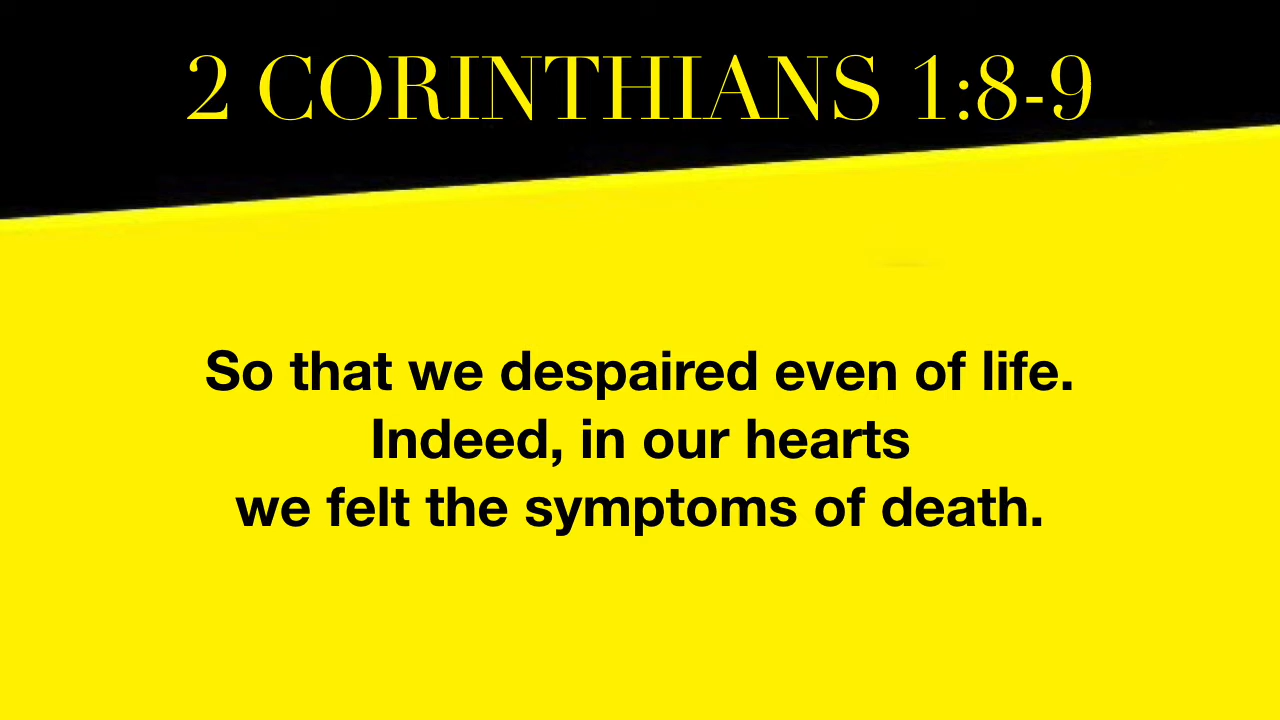 2 CORINTHIANS 1:8-9
So that we despaired even of life.
Indeed, in our hearts
we felt the symptoms of death.